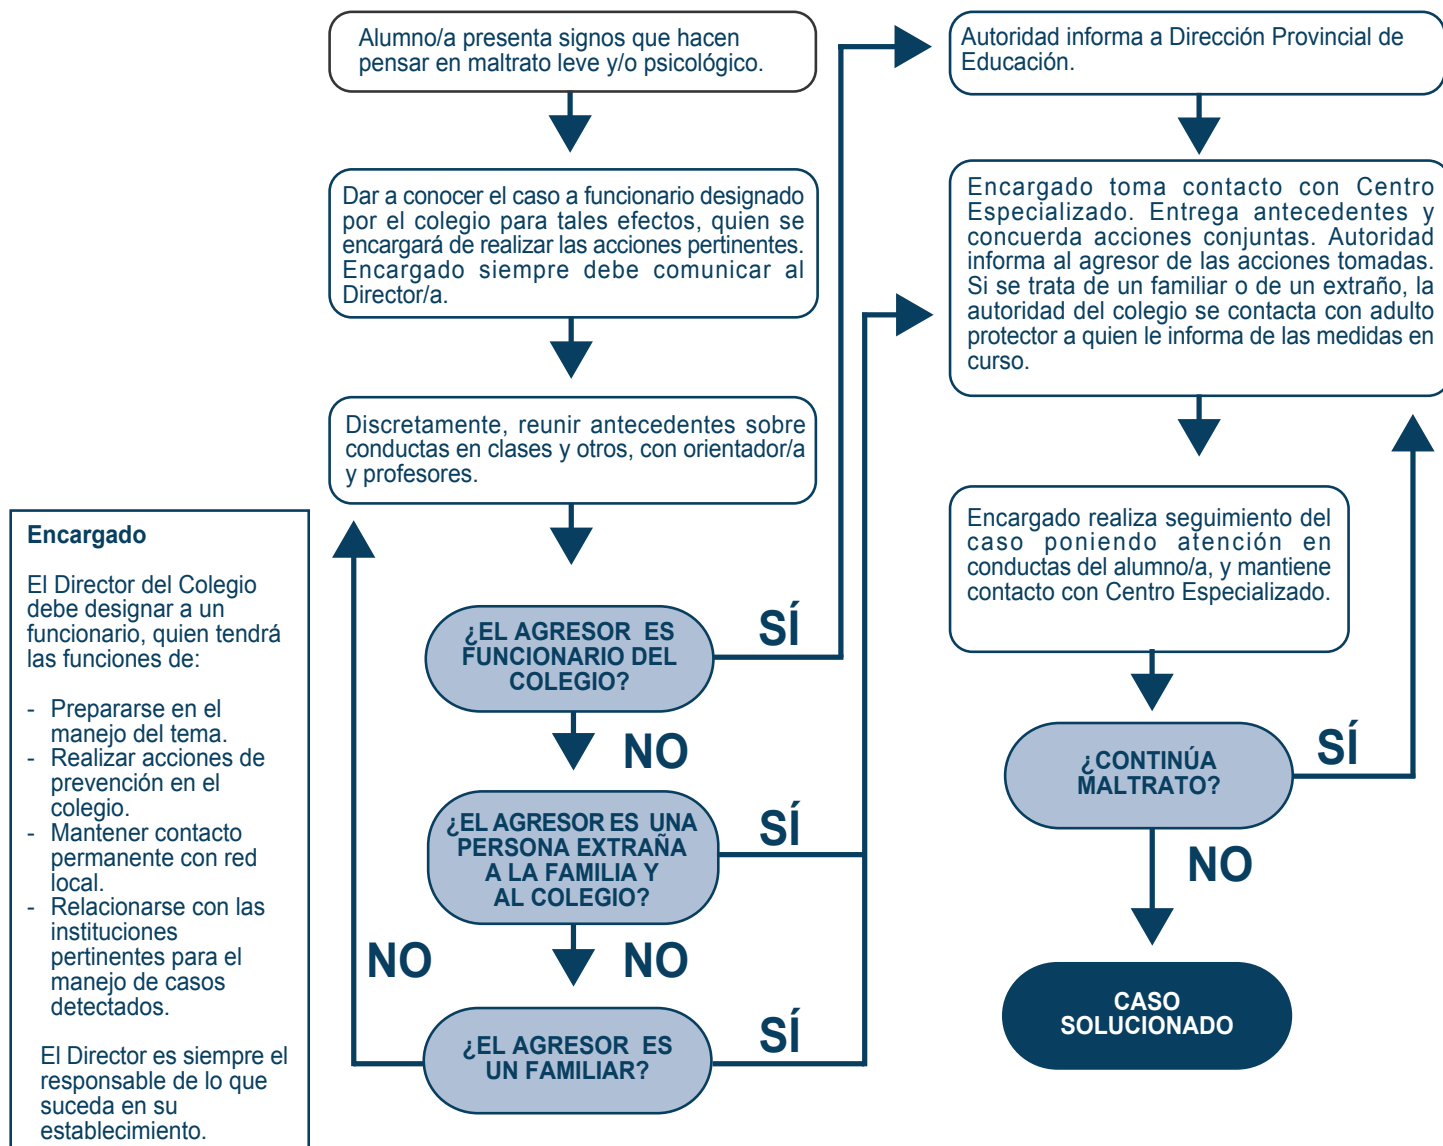 Alumno/a presenta signos que hacen
pensar en maltrato leve y/o psicológico.
Dar a conocer el caso a funcionario designado
por el colegio para tales efectos, quien se
encargará de realizar las acciones pertinentes.
Encargado siempre debe comunicar al
Director/a.
Discretamente, reunir antecedentes sobre
conductas en clases y otros, con orientador/a
y profesores.
Encargado
El Director del Colegio
debe designar a un
funcionario, quien tendrá
las funciones de:
- Prepararse en el
manejo del tema.
- Realizar acciones de
prevención en el
colegio.
- Mantener contacto
permanente con red
local.
- Relacionarse con las
instituciones
pertinentes para el
manejo de casos
detectados.
El Director es siempre el
responsable de lo que
suceda en su
establecimiento.
¿EL AGRESOR ES
FUNCIONARIO DEL
COLEGIO?
SÍ
NO
¿EL AGRESOR ES UNA
PERSONA EXTRAÑA
A LA FAMILIA Y
AL COLEGIO?
SÍ
NO
NO
¿EL AGRESOR ES
UN FAMILIAR?
SÍ
Autoridad informa a Dirección Provincial de
Educación.
Encargado toma contacto con Centro
Especializado. Entrega antecedentes y
concuerda acciones conjuntas. Autoridad
informa al agresor de las acciones tomadas.
Si se trata de un familiar o de un extraño, la
autoridad del colegio se contacta con adulto
protector a quien le informa de las medidas en
curso.
Encargado realiza seguimiento del
caso poniendo atención en
conductas del alumno/a, y mantiene
contacto con Centro Especializado.
¿CONTINÚA
MALTRATO?
SÍ
NO
CASO
SOLUCIONADO